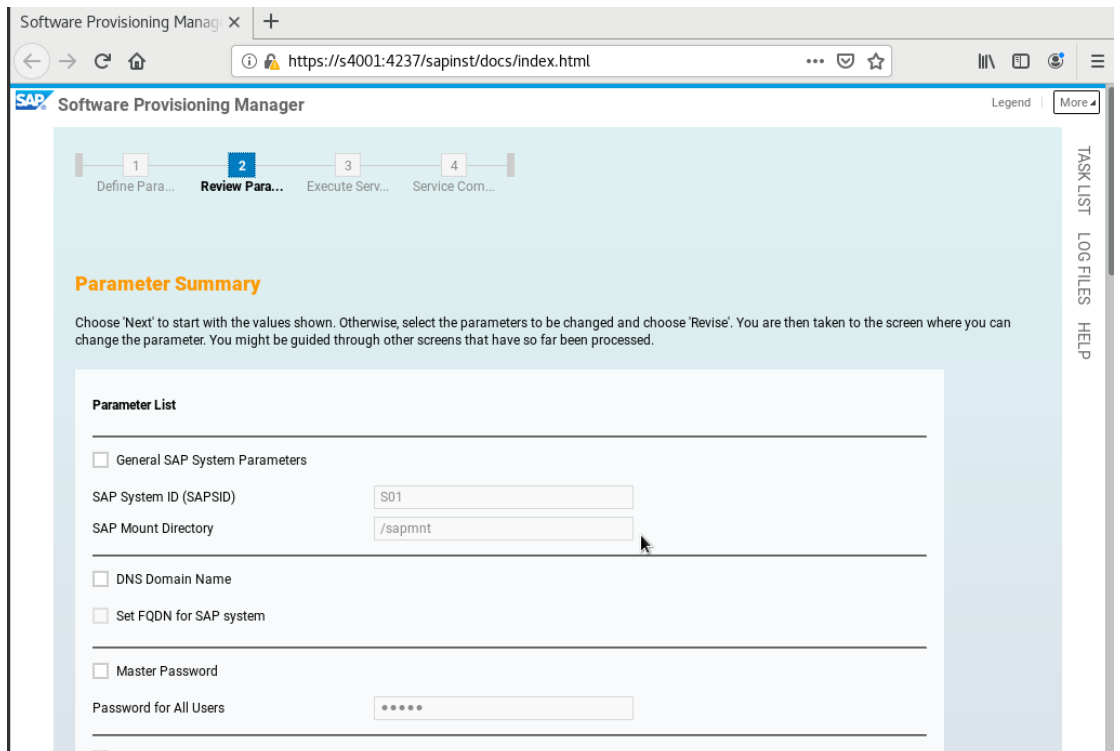 Software Provisioning Manag
https://s4001:4237/sapinst/docs/index.html
SAP Software Provisioning Manager
Legend
More
1
2
3
4
Define Para...
Review Para...
Execute Serv...
Service Com...
TASK LIST
LOG FILES
HELP
Parameter Summary
Choose 'Next' to start with the values shown. Otherwise, select the parameters to be changed and choose 'Revise'. You are then taken to the screen where you can
change the parameter. You might be guided through other screens that have so far been processed.
Parameter List
General SAP System Parameters
SAP System ID (SAPSID) S01
SAP Mount Directory /sapmnt
DNS Domain Name
Set FQDN for SAP system
Master Password
Password for All Users •••••